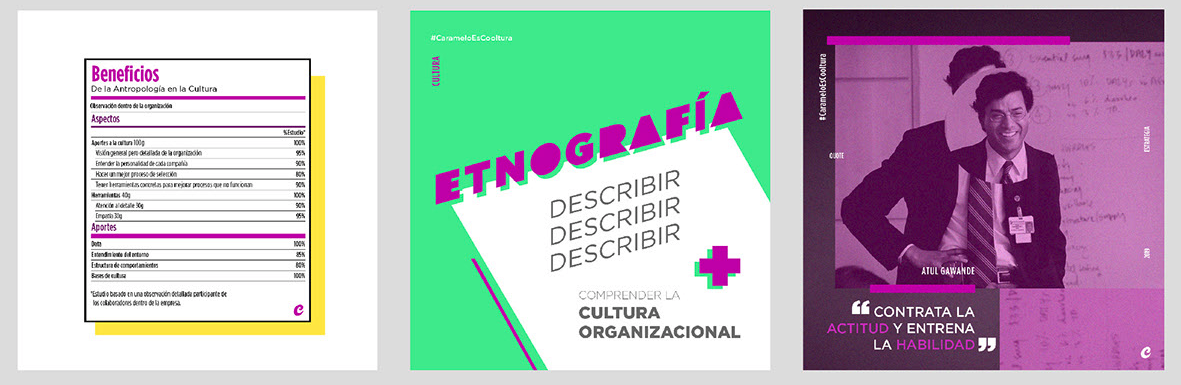 Beneficios
De la Antropología en la Cultura
Observación dentro de la organización
Aspectos
%Estudio*
Aportes a la cultura 100g 100%
Visión general pero detallada de la organización 95%
Entender la personalidad de cada compañía 90%
Hacer un mejor proceso de selección 80%
Tener herramientas concretas para mejorar procesos que no funcionan 90%
Herramientas 40g 100%
Atención al detalle 30g 90%
Empatía 30g 95%
Aportes
Data 100%
Entendimiento del entorno 85%
Estructura de comportamientos 80%
Bases de cultura 100%
*Estudio basado en una observación detallada participante de
los colaboradores dentro de la empresa.
#CarameloEsCooltura
CULTURA
ETNOGRAFÍA
DESCRIBIR
DESCRIBIR
DESCRIBIR
COMPRENDER LA
CULTURA
ORGANIZACIONAL
#CarameloEsCooltura
QUOTE
ESTRATEGIA
2019
ATUL GAWANDE
“CONTRATA LA
ACTITUD Y ENTRENA
LA HABILIDAD”